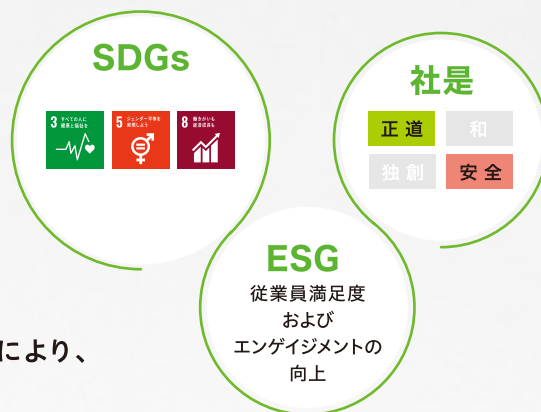 SDGs
3 すべての人に
健康と福祉を
5 ジェンダー平等を
実現しよう
8 働きがいも
経済成長も
社是
正道
和
独創
安全
ESG
従業員満足度
および
エンゲイジメントの
向上
により、